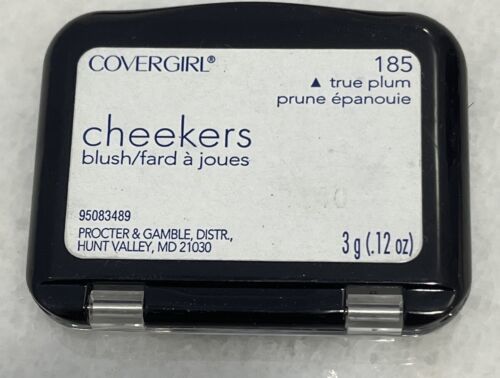 COVERGIRL®
185
▲ true plum
prune épanouie
cheekers
blush/fard à joues
95083489
PROCTER & GAMBLE, DISTR.,
HUNT VALLEY, MD 21030
3 g (.12 oz)